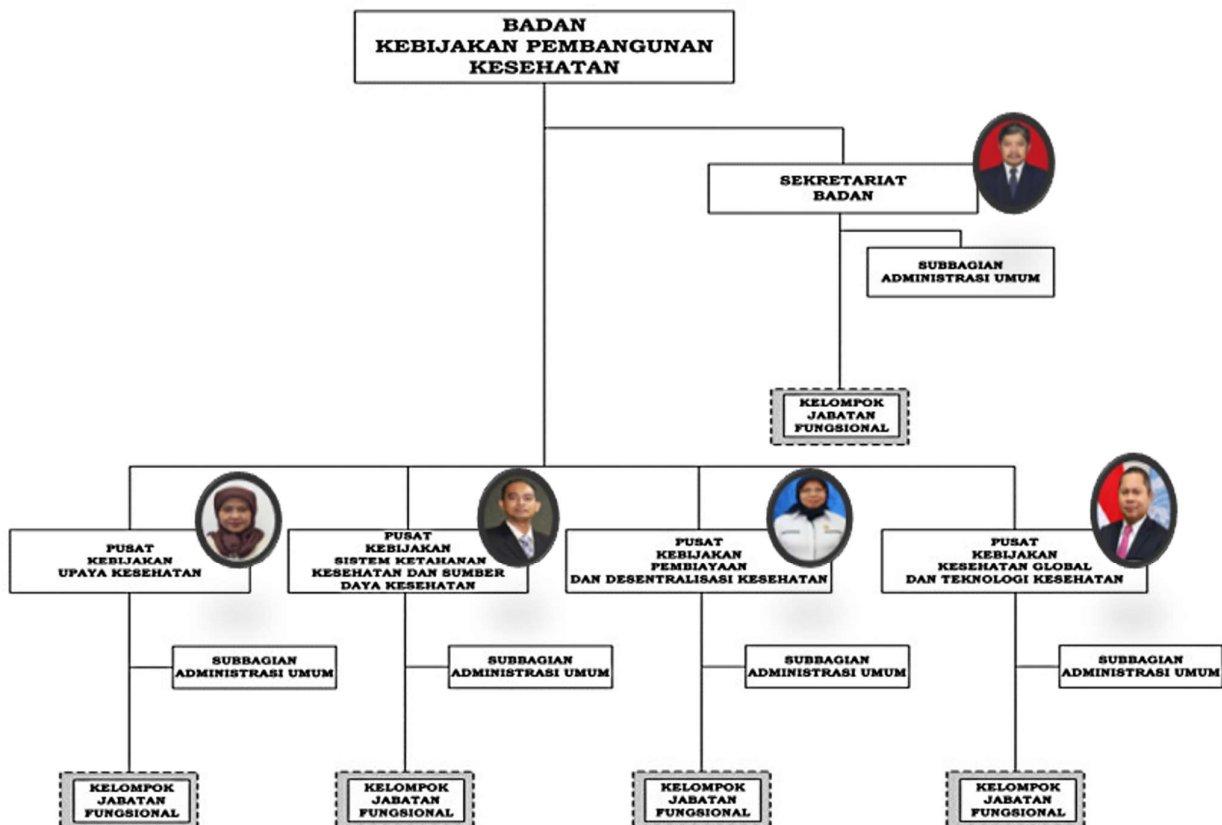 BADAN
KEBIJAKAN PEMBANGUNAN
KESEHATAN
SEKRETARIAT
BADAN
SUBBAGIAN
ADMINISTRASI UMUM
KELOMPOK
JABATAN
FUNGSIONAL
PUSAT
KEBIJAKAN
UPAYA KESEHATAN
PUSAT
KEBIJAKAN
SISTEM KETAHANAN
KESEHATAN DAN SUMBER
DAYA KESEHATAN
PUSAT
KEBIJAKAN
PEMBIAYAAN
DAN DESENTRALISASI KESEHATAN
PUSAT
KEBIJAKAN
KESEHATAN GLOBAL
DAN TEKNOLOGI KESEHATAN
SUBBAGIAN
ADMINISTRASI UMUM
SUBBAGIAN
ADMINISTRASI UMUM
SUBBAGIAN
ADMINISTRASI UMUM
SUBBAGIAN
ADMINISTRASI UMUM
KELOMPOK
JABATAN
FUNGSIONAL
KELOMPOK
JABATAN
FUNGSIONAL
KELOMPOK
JABATAN
FUNGSIONAL
KELOMPOK
JABATAN
FUNGSIONAL